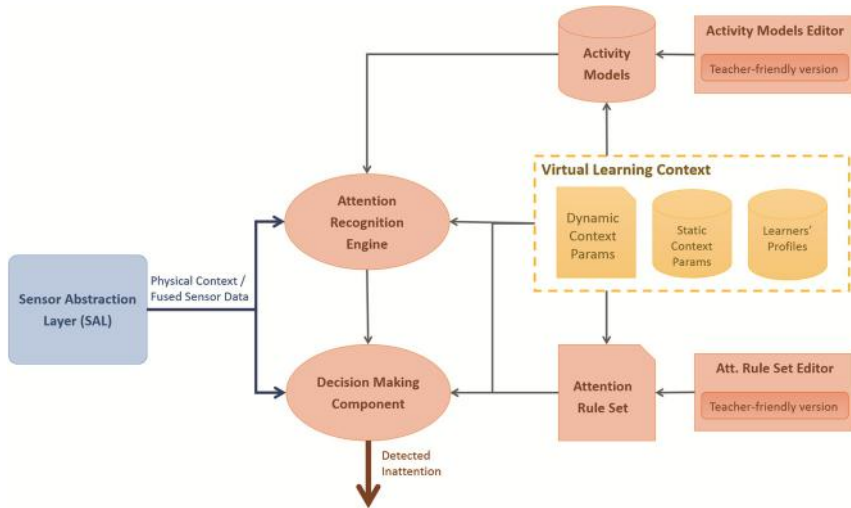 Activity
Models
Activity Models Editor
Teacher-friendly version
Virtual Learning Context
Dynamic
Context
Params
Static
Context
Params
Learners'
Profiles
Attention
Recognition
Engine
Sensor Abstraction
Layer (SAL)
Physical Context /
Fused Sensor Data
Decision Making
Component
Attention
Rule Set
Att. Rule Set Editor
Teacher-friendly version
Detected
Inattention